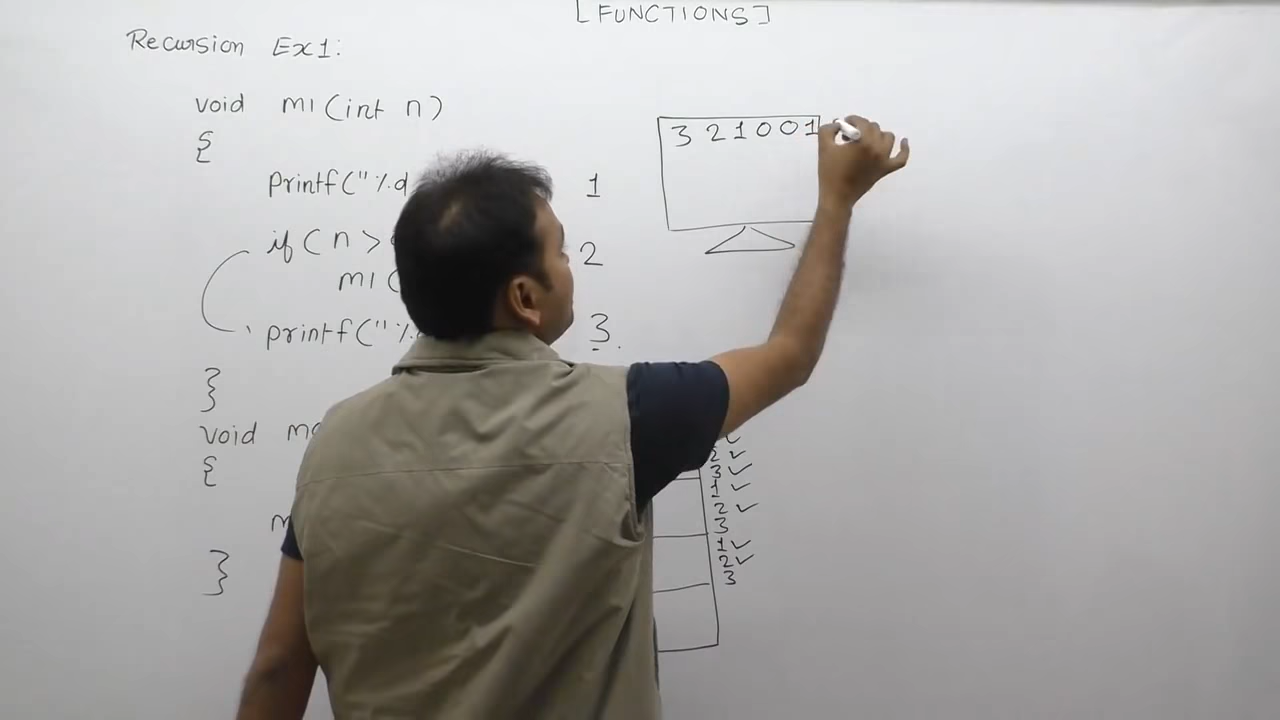 [FUNCTIONS]
Recursion Ex1:
void m1(int n)
{
printf("%d 1
if(n> 2
m1(
printf("%. 3.
}
void
{
}
3 2 1 0 0 1
2 ✓
3 ✓
1 ✓
2 ✓
3
1 ✓
2 ✓
3